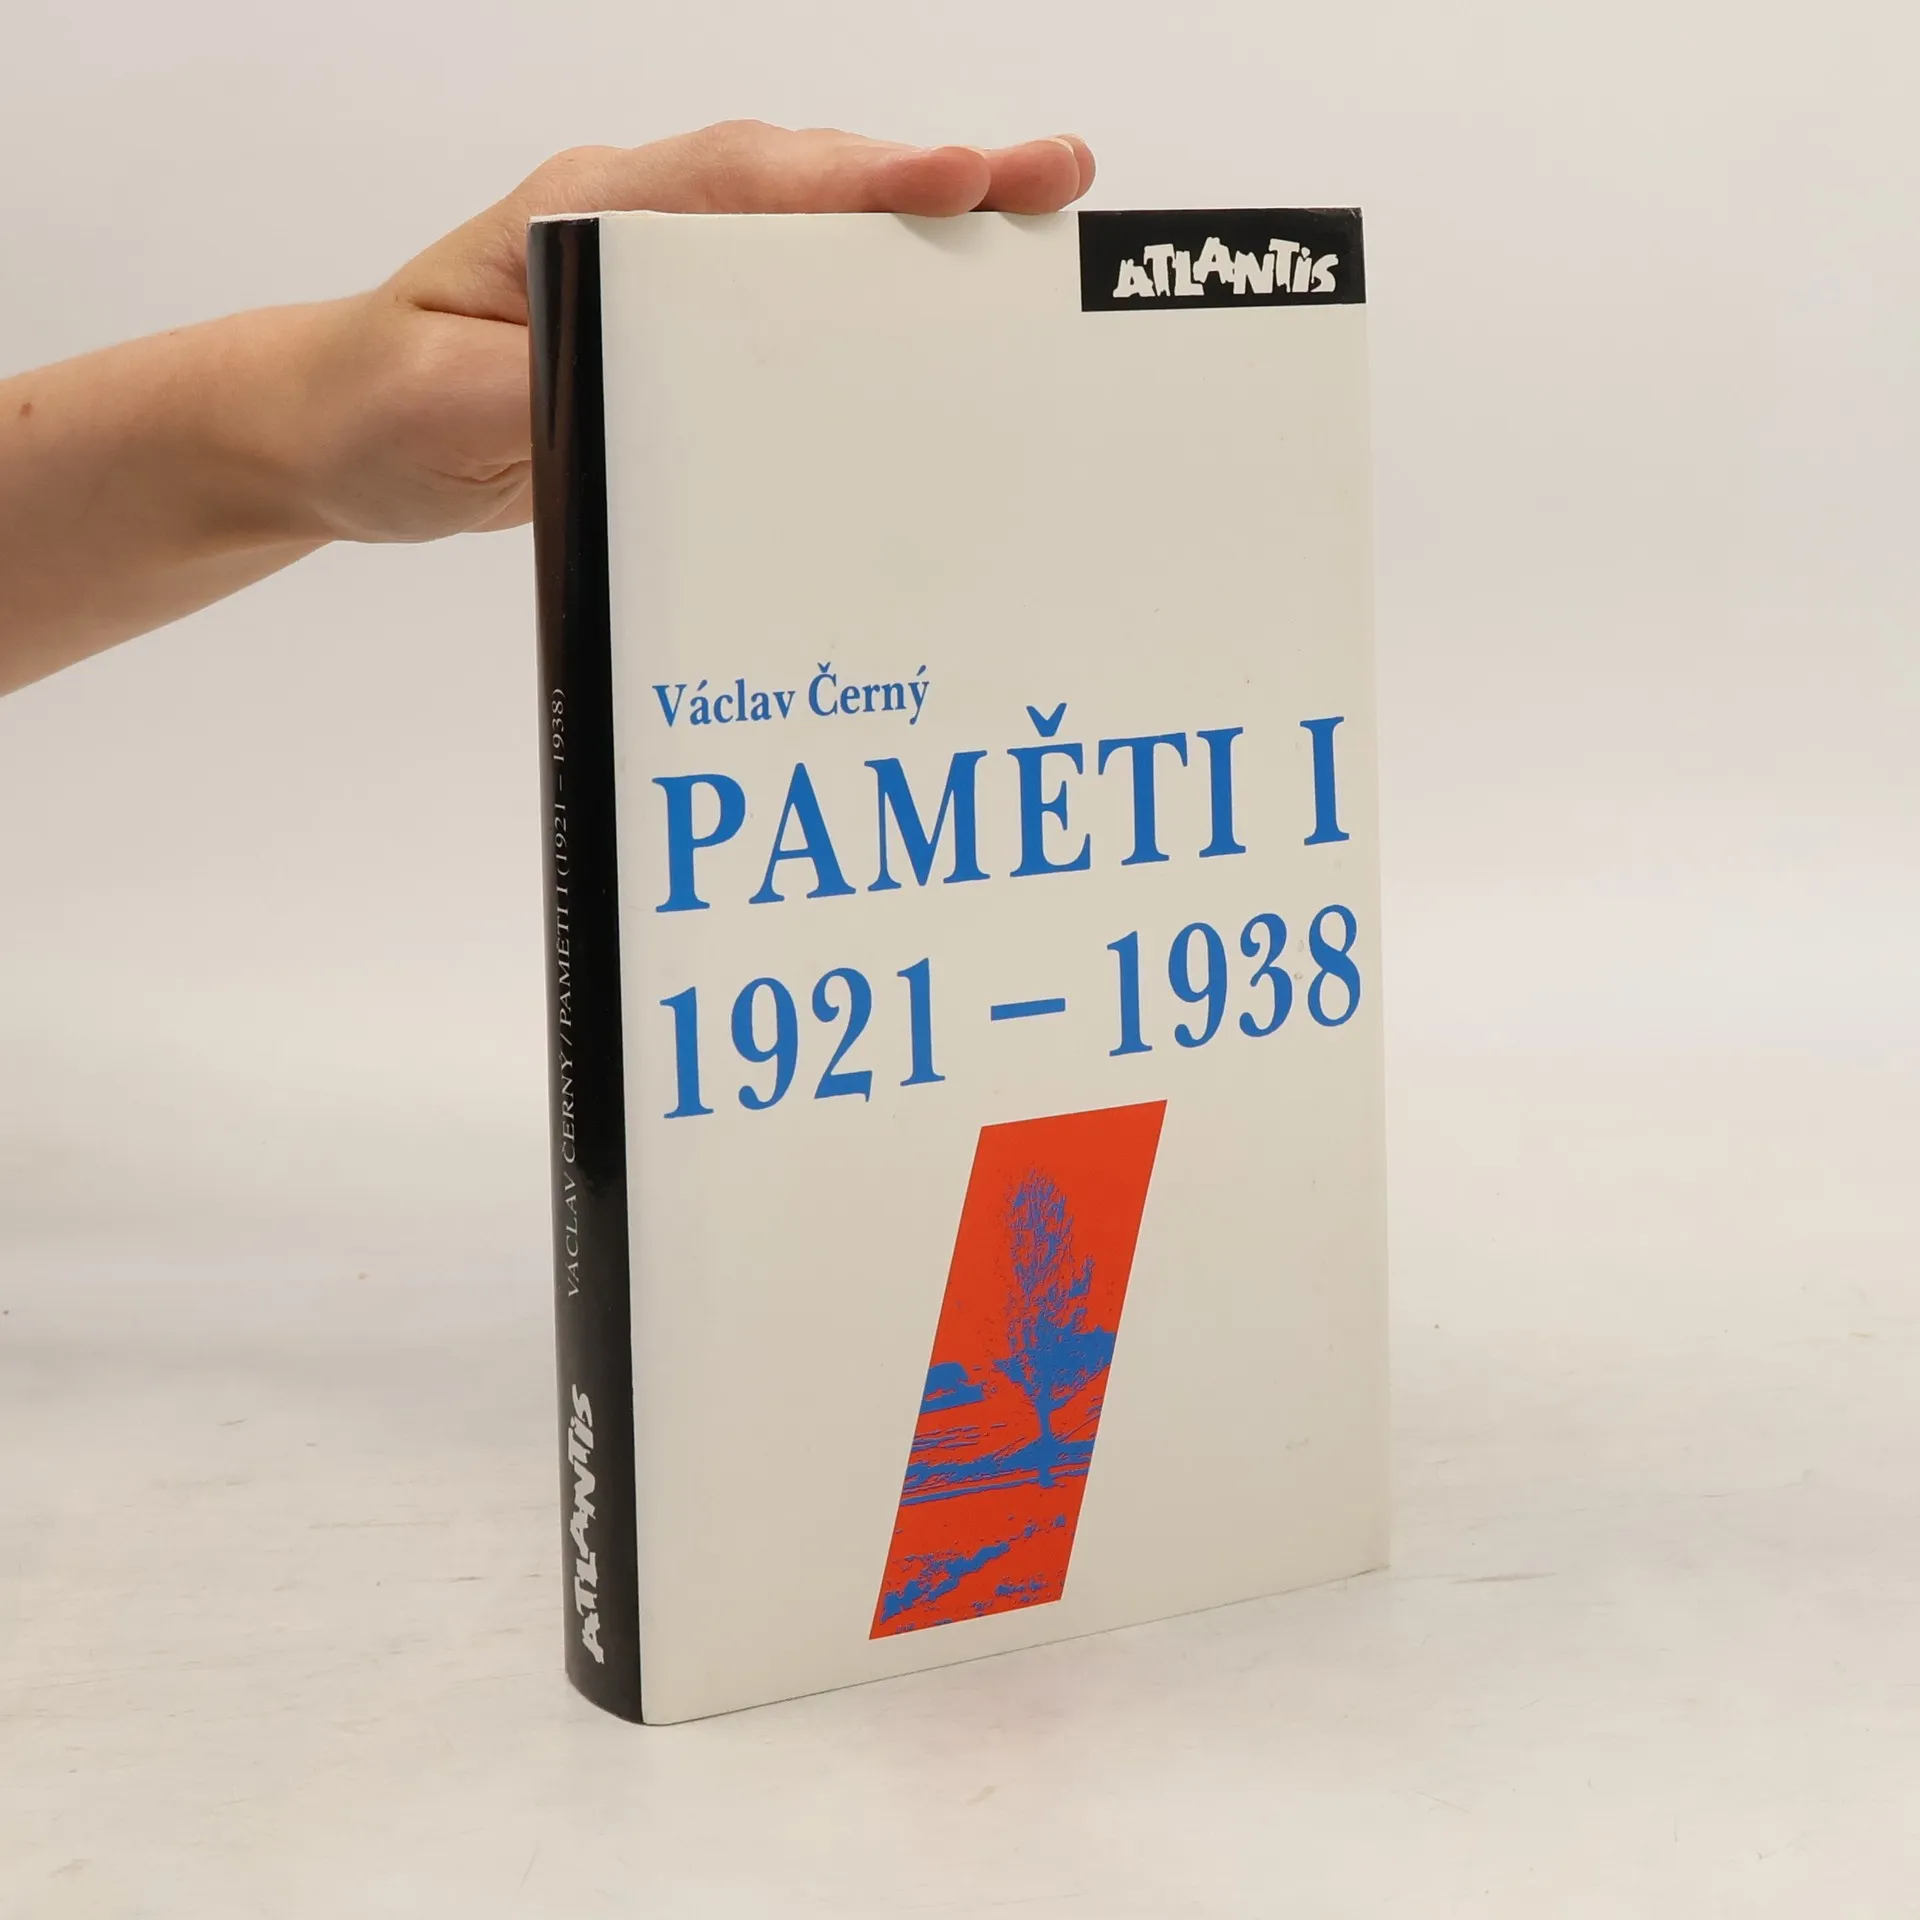 ATLANTIS
Václav Černý
PAMĚTI I
1921 – 1938
VÁCLAV ČERNÝ / PAMĚTI I (1921 – 1938)
ATLANTIS